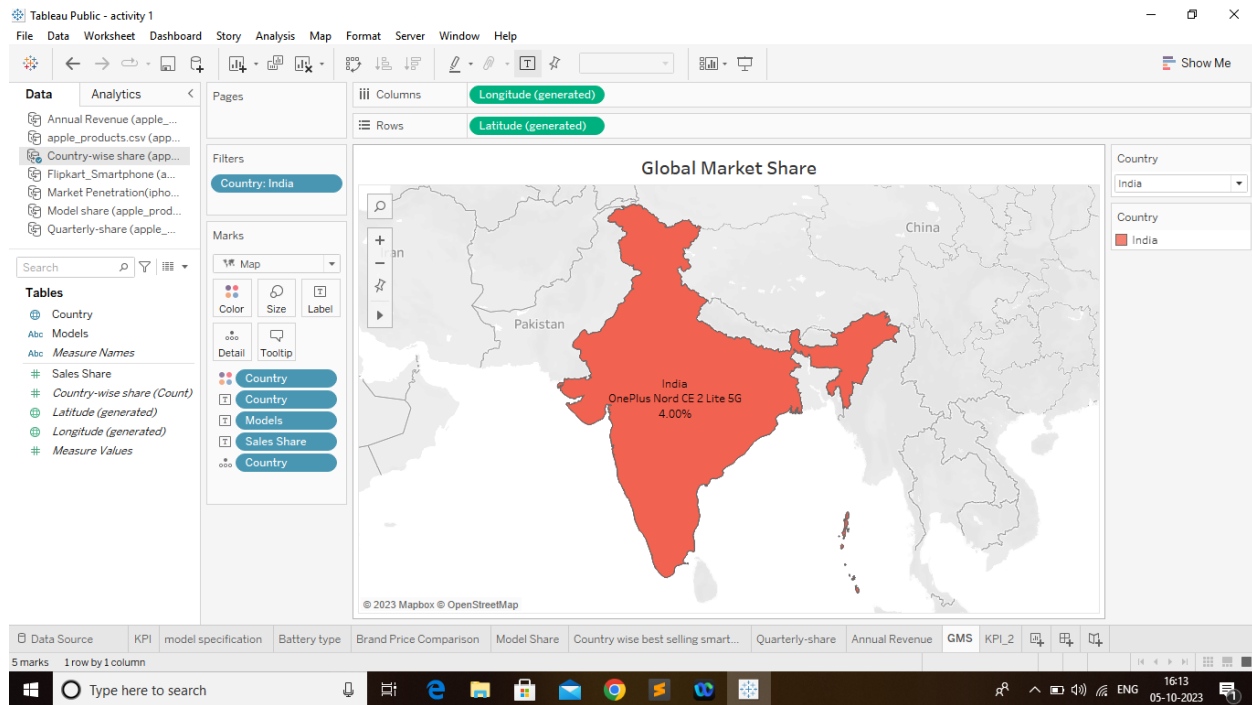 Tableau Public - activity 1
File Data Worksheet Dashboard Story Analysis Map Format Server Window Help
Show Me
Data Analytics
Annual Revenue (apple_...
apple_products.csv (app...
Country-wise share (app...
Flipkart_Smartphone (a...
Market Penetration(ipho...
Model share (apple_prod...
Quarterly-share (apple_...
Search
Tables
Country
Abc Models
Abc Measure Names
# Sales Share
# Country-wise share (Count)
Latitude (generated)
Longitude (generated)
# Measure Values
Pages
Filters
Country: India
Marks
Map
Color Size Label
Detail Tooltip
Country
Country
Models
Sales Share
Country
Columns Longitude (generated)
Rows Latitude (generated)
Global Market Share
China
Pakistan
India
OnePlus Nord CE 2 Lite 5G
4.00%
© 2023 Mapbox © OpenStreetMap
Country
India
Country
India
Data Source KPI model specification Battery type Brand Price Comparison Model Share Country wise best selling smart... Quarterly-share Annual Revenue GMS KPI_2
5 marks 1 row by 1 column
Type here to search
ENG
16:13
05-10-2023
1